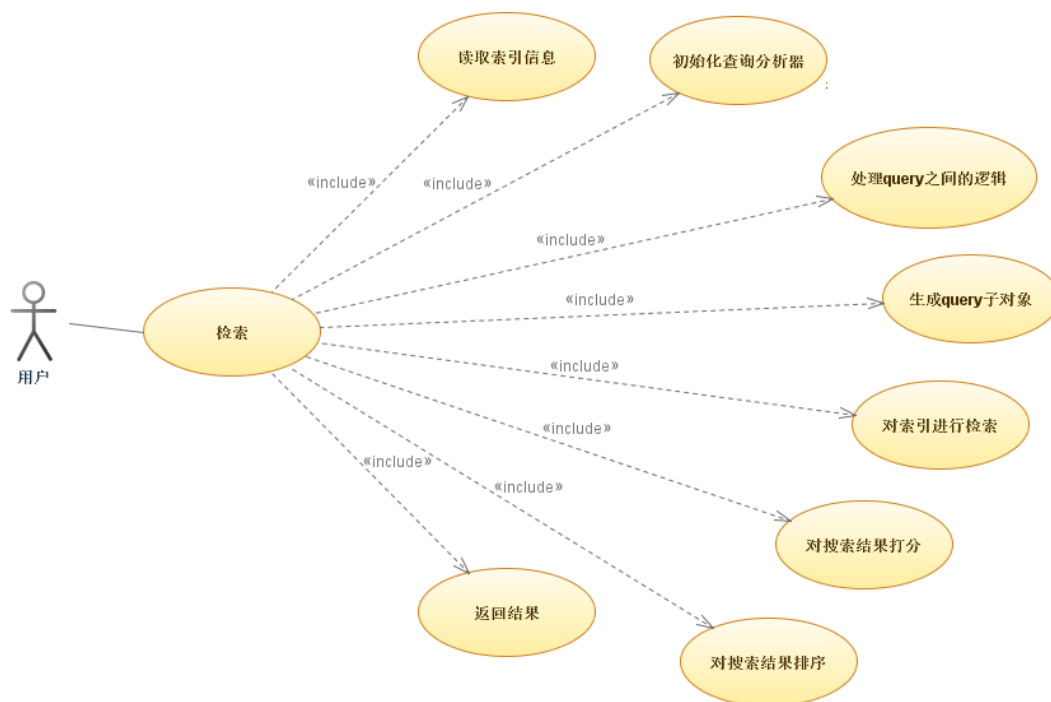 读取索引信息
初始化查询分析器
:
处理query之间的逻辑
«include»
«include»
«include»
生成query子对象
«include»
检索
用户
«include»
对索引进行检索
«include»
«include»
«include»
对搜索结果打分
返回结果
对搜索结果排序